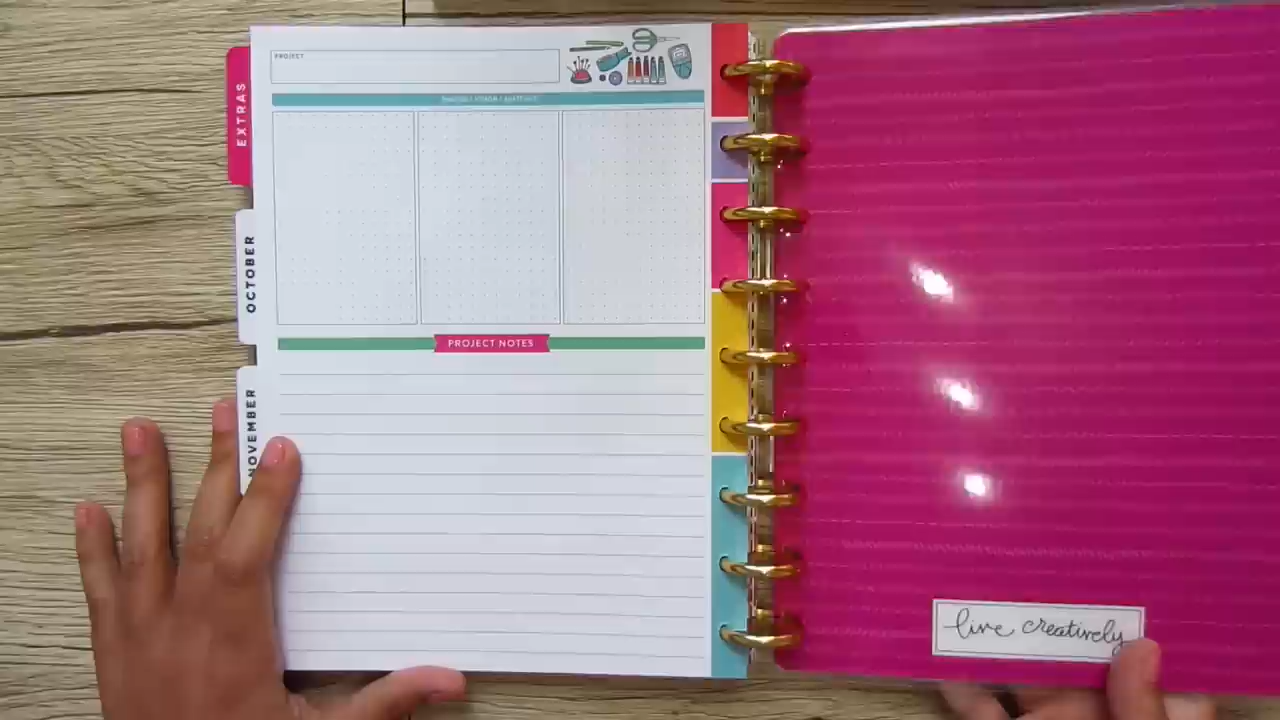 PROJECT
EXTRAS
OCTOBER
PROJECT NOTES
NOVEMBER
live creatively